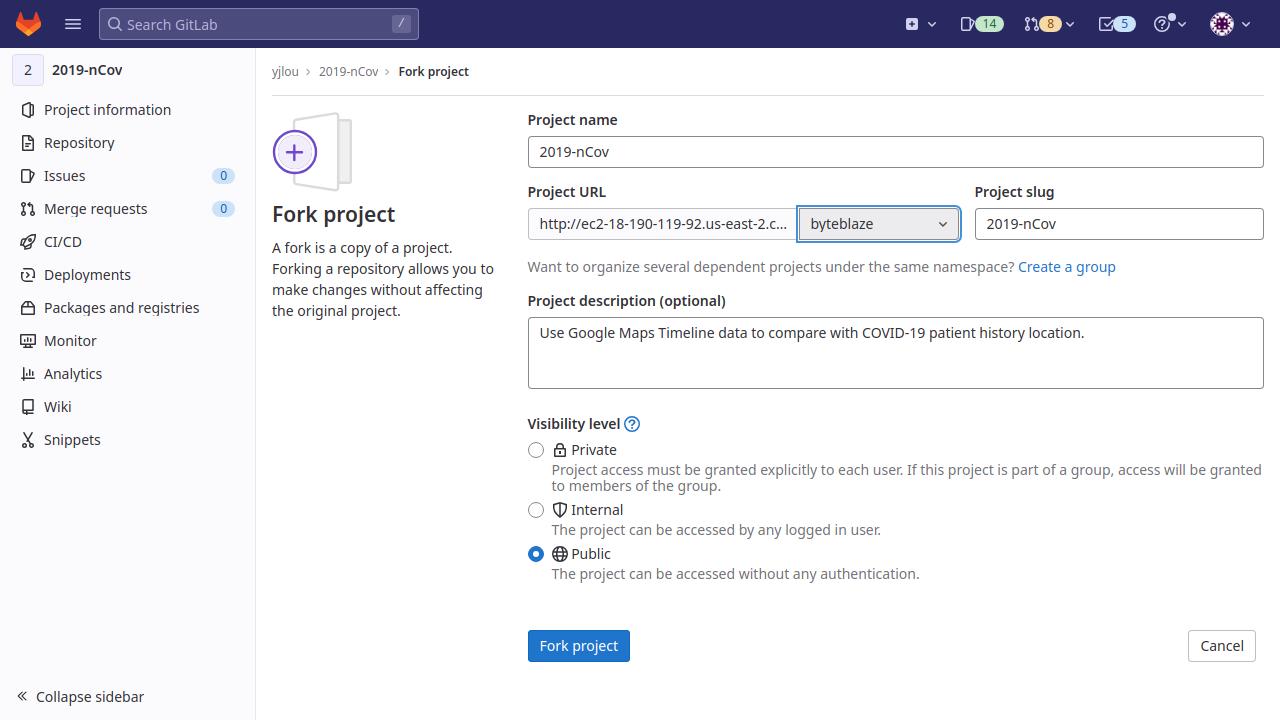 Search GitLab
/
14
8
5
2
2019-nCov
Project information
Repository
Issues
0
Merge requests
0
CI/CD
Deployments
Packages and registries
Monitor
Analytics
Wiki
Snippets
Collapse sidebar
yjlou
2019-nCov
Fork project
Fork project
A fork is a copy of a project.
Forking a repository allows you to
make changes without affecting
the original project.
Project name
2019-nCov
Project URL
http://ec2-18-190-119-92.us-east-2.c...
byteblaze
Project slug
2019-nCov
Want to organize several dependent projects under the same namespace? Create a group
Project description (optional)
Use Google Maps Timeline data to compare with COVID-19 patient history location.
Visibility level
Private
Project access must be granted explicitly to each user. If this project is part of a group, access will be granted
to members of the group.
Internal
The project can be accessed by any logged in user.
Public
The project can be accessed without any authentication.
Fork project
Cancel